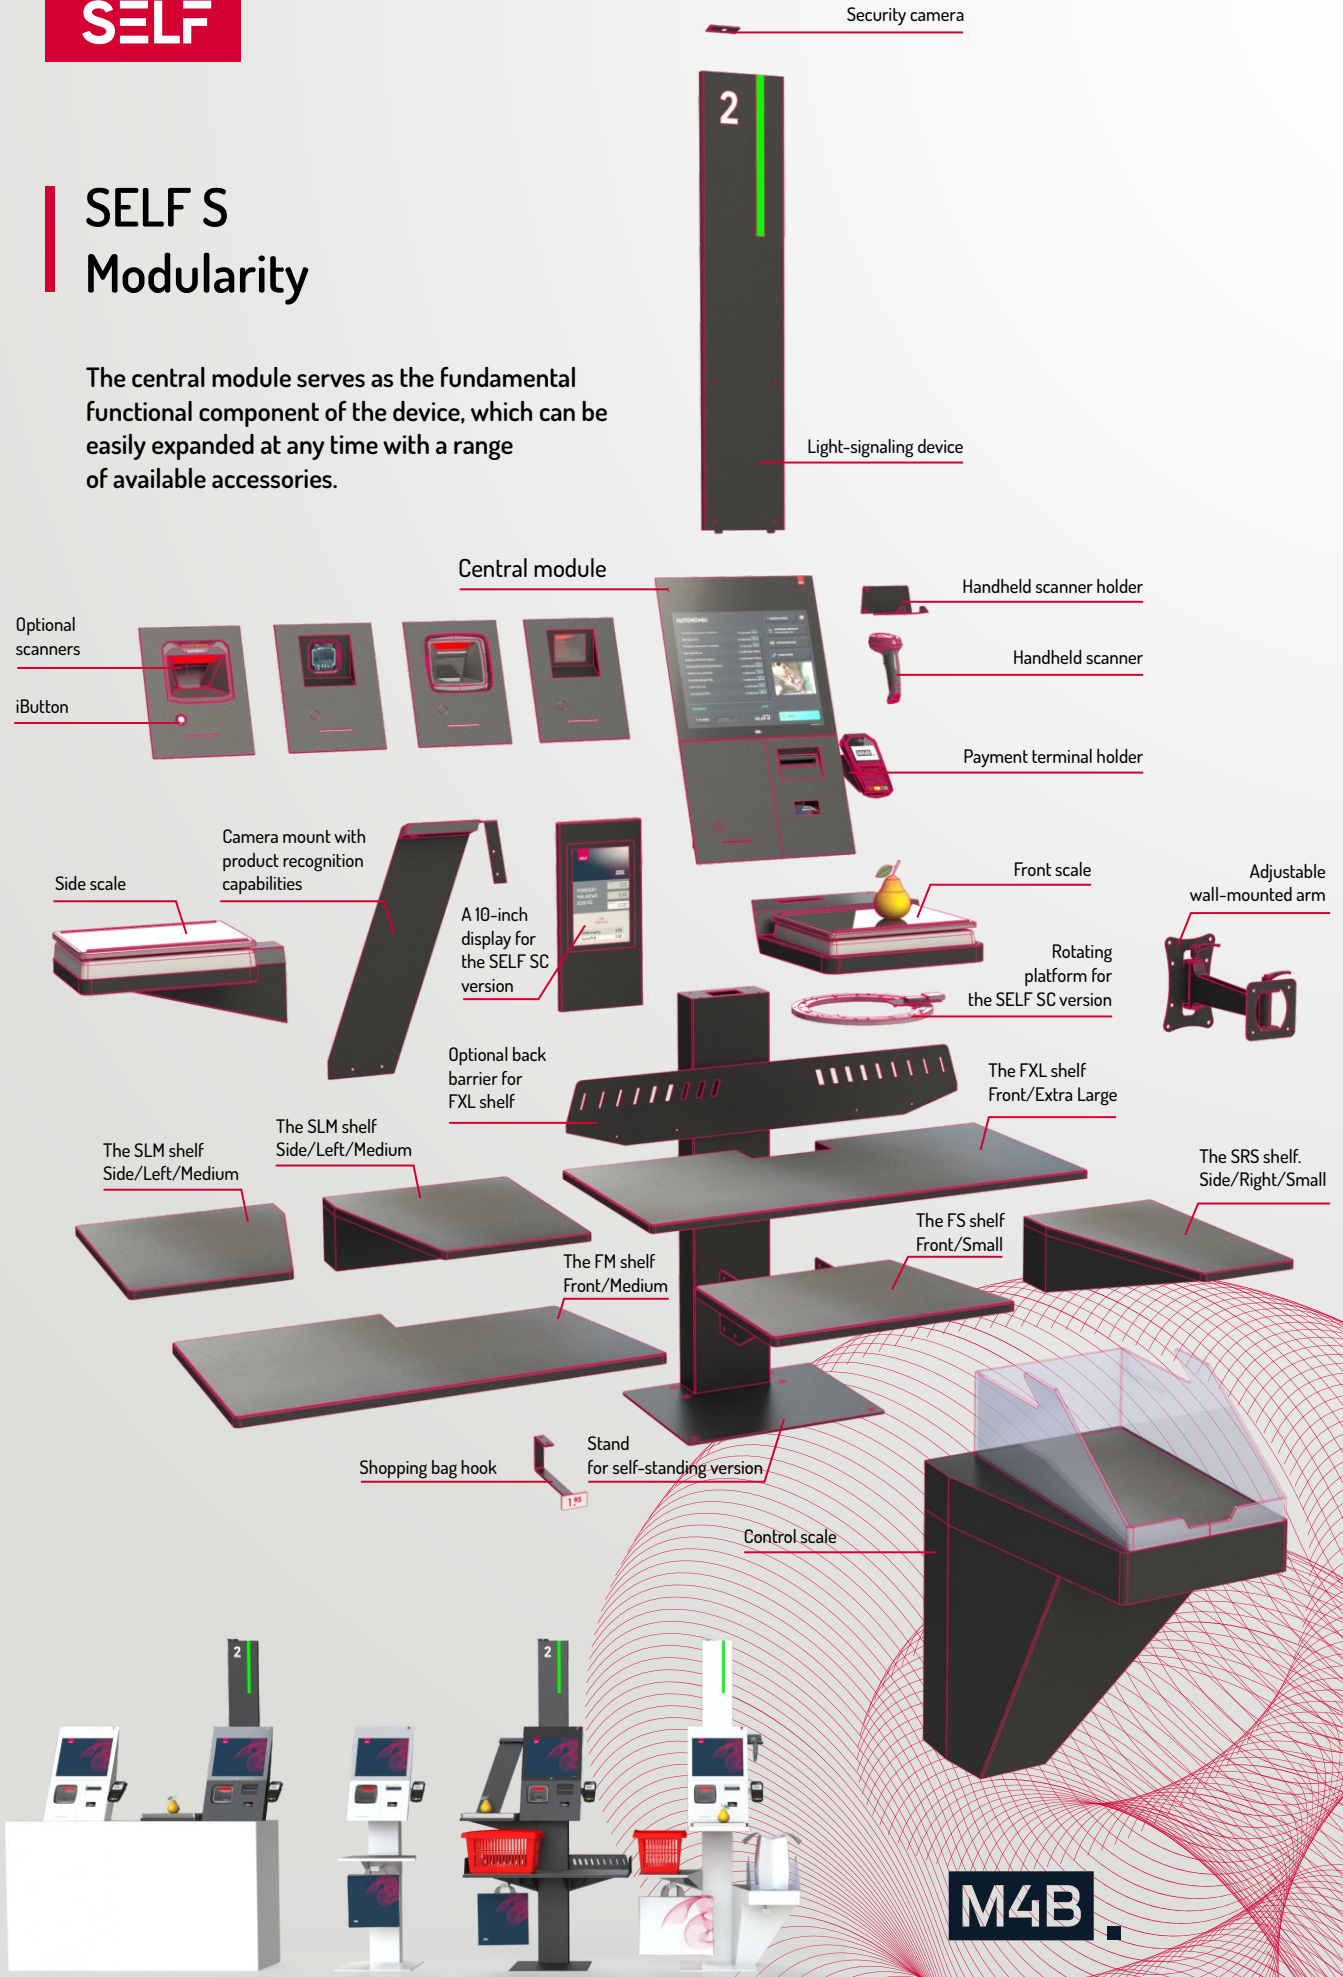 SELF
Security camera
2
SELF S
Modularity
The central module serves as the fundamental
functional component of the device, which can be
easily expanded at any time with a range
of available accessories.
Light-signaling device
Central module
Handheld scanner holder
Optional
scanners
Handheld scanner
iButton
Payment terminal holder
Camera mount with
product recognition
capabilities
Side scale
Front scale
Adjustable
wall-mounted arm
A 10-inch
display for
the SELF SC
version
Rotating
platform for
the SELF SC version
Optional back
barrier for
FXL shelf
The FXL shelf
Front/Extra Large
The SLM shelf
Side/Left/Medium
The SLM shelf
Side/Left/Medium
The SRS shelf.
Side/Right/Small
The FS shelf
Front/Small
The FM shelf
Front/Medium
Stand
for self-standing version
Shopping bag hook
1.95
Control scale
2
2
M4B